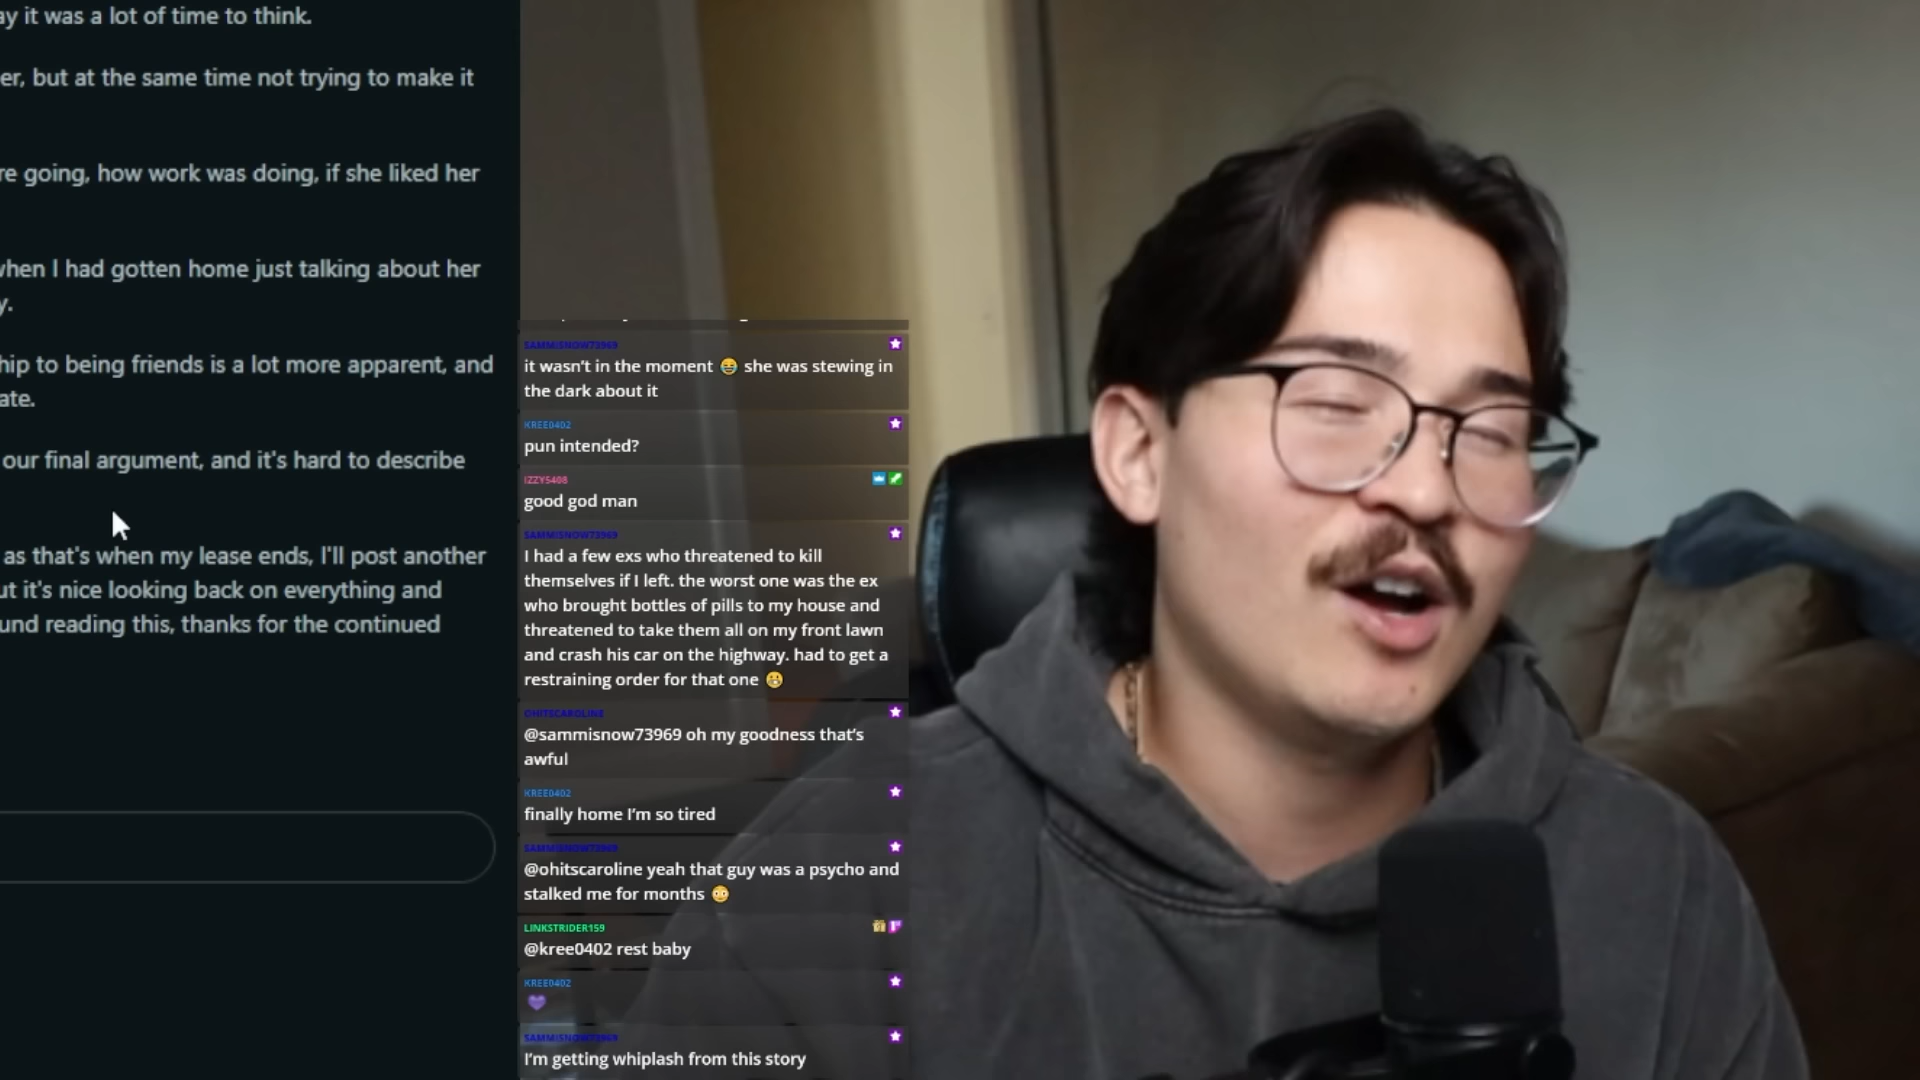 ay it was a lot of time to think.
er, but at the same time not trying to make it
re going, how work was doing, if she liked her
when I had gotten home just talking about her
y.
hip to being friends is a lot more apparent, and
ate.
our final argument, and it's hard to describe
as that's when my lease ends, I'll post another
ut it's nice looking back on everything and
und reading this, thanks for the continued
SAMMISNOW73969
it wasn't in the moment 😂 she was stewing in
the dark about it
KREE0402
pun intended?
IZZY5408
good god man
SAMMISNOW73969
I had a few exs who threatened to kill
themselves if I left. the worst one was the ex
who brought bottles of pills to my house and
threatened to take them all on my front lawn
and crash his car on the highway. had to get a
restraining order for that one 😬
OHITSCAROLINE
@sammisnow73969 oh my goodness that's
awful
KREE0402
finally home I'm so tired
SAMMISNOW73969
@ohitscaroline yeah that guy was a psycho and
stalked me for months 😳
LINKSTRIDER159
@kree0402 rest baby
KREE0402
💜
SAMMISNOW73969
I'm getting whiplash from this story